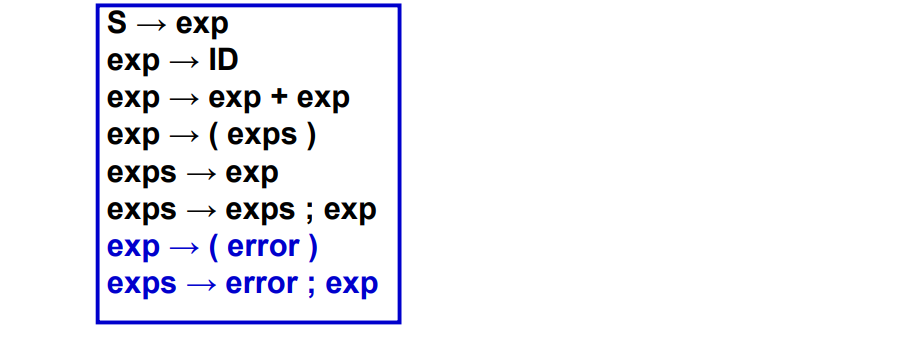 S → exp
exp → ID
exp → exp + exp
exp → ( exps )
exps → exp
exps → exps ; exp
exp → ( error )
exps → error ; exp